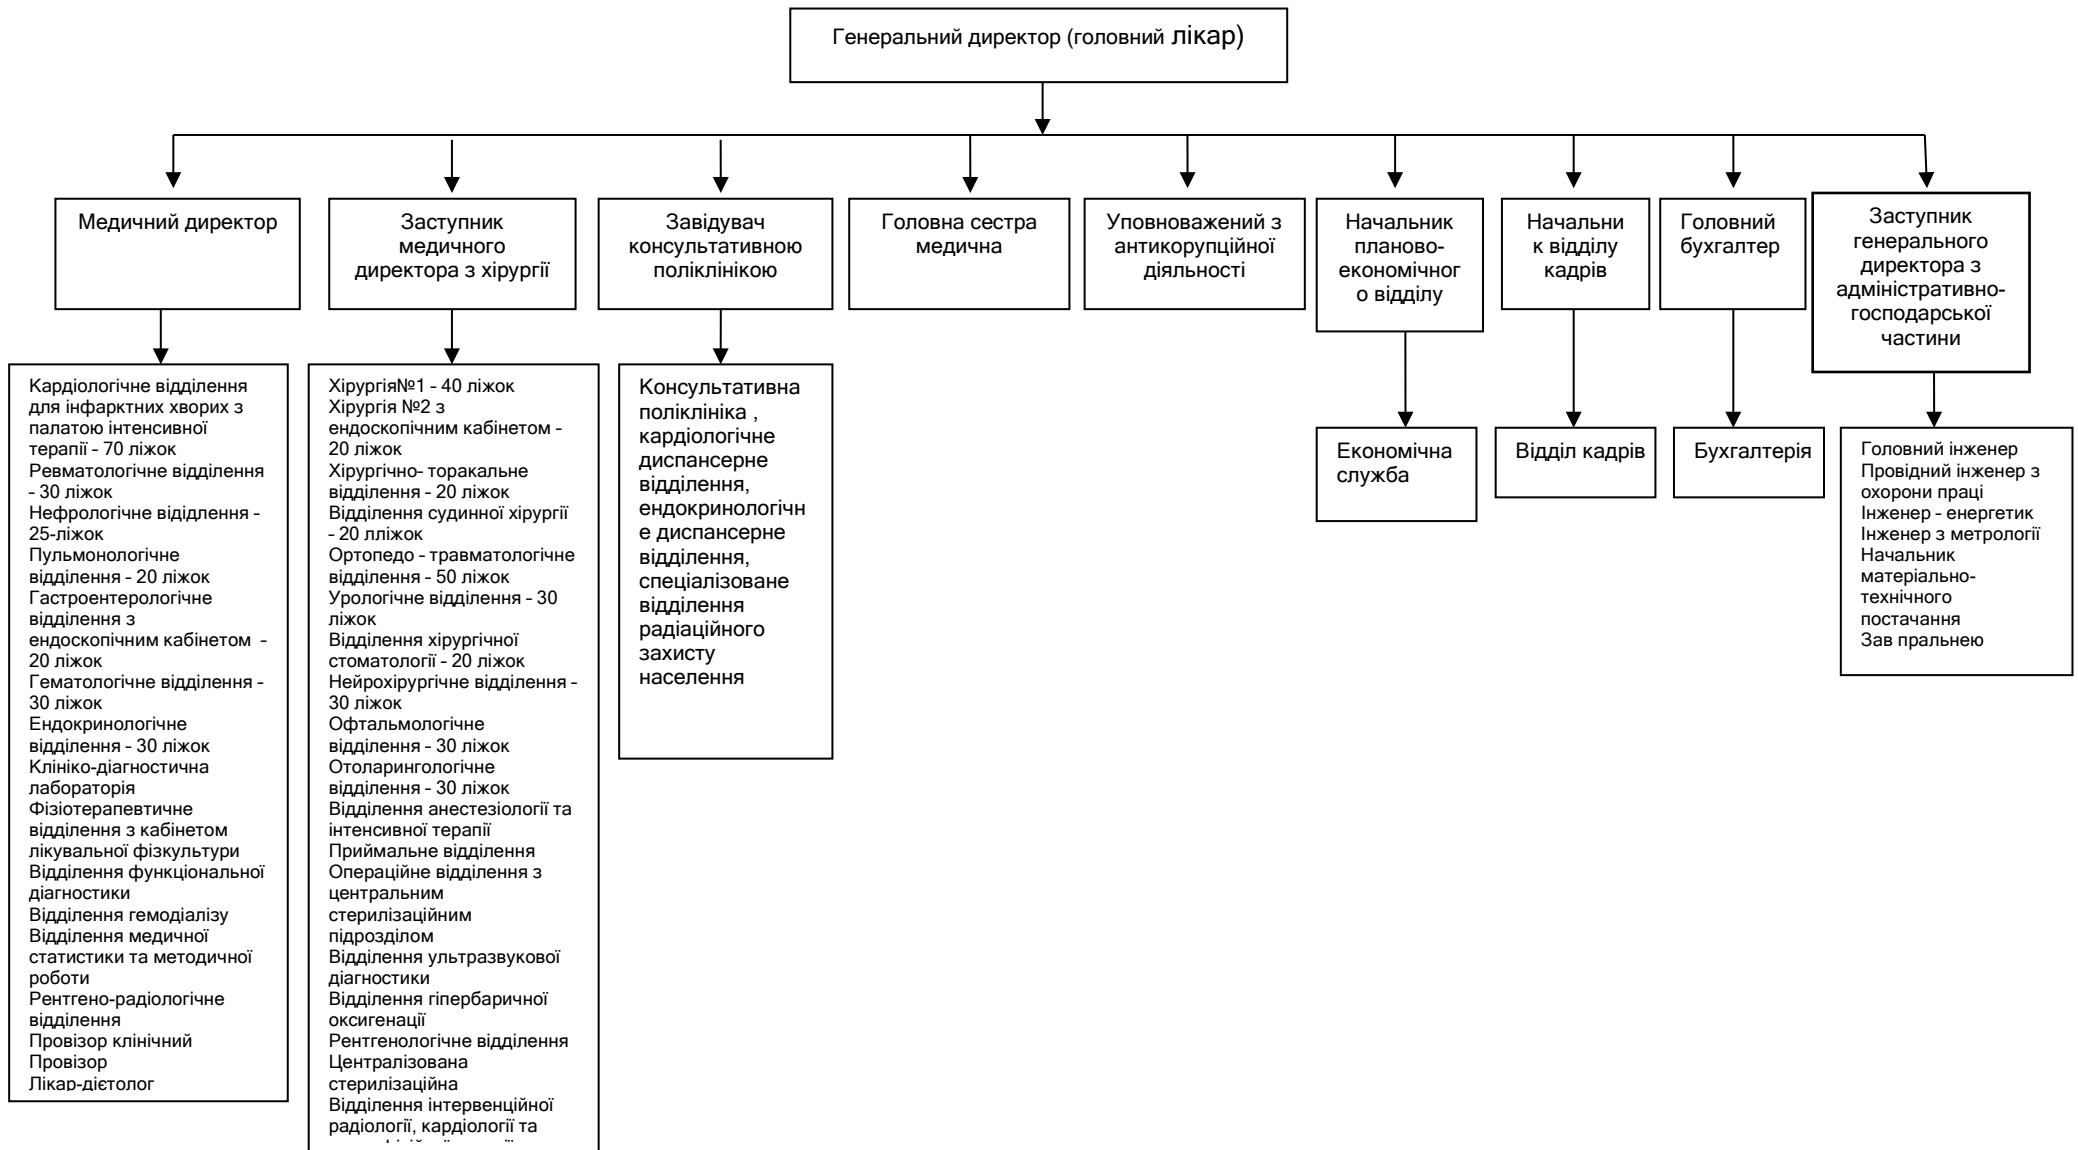 Генеральний директор (головний лікар)
Медичний директор
Заступник
медичного
директора з хірургії
Завідувач
консультативною
поліклінікою
Головна сестра
медична
Уповноважений з
антикорупційної
діяльності
Начальник
планово-
економічног
о відділу
Начальни
к відділу
кадрів
Головний
бухгалтер
Заступник
генерального
директора з
адміністративно-
господарської
частини
Кардіологічне відділення
для інфарктних хворих з
палатою інтенсивної
терапії – 70 ліжок
Ревматологічне відділення
– 30 ліжок
Нефрологічне відідлення –
25-ліжок
Пульмонологічне
відділення – 20 ліжок
Гастроентерологічне
відділення з
ендоскопічним кабінетом –
20 ліжок
Гематологічне відділення –
30 ліжок
Ендокринологічне
відділення – 30 ліжок
Клініко-діагностична
лабораторія
Фізіотерапевтичне
відділення з кабінетом
лікувальної фізкультури
Відділення функціональної
діагностики
Відділення гемодіалізу
Відділення медичної
статистики та методичної
роботи
Рентгено-радіологічне
відділення
Провізор клінічний
Провізор
Лікар-дієтолог
Хірургія№1 – 40 ліжок
Хірургія №2 з
ендоскопічним кабінетом –
20 ліжок
Хірургічно- торакальне
відділення – 20 ліжок
Відділення судинної хірургії
– 20 лліжок
Ортопедо – травматологічне
відділення – 50 ліжок
Урологічне відділення – 30
ліжок
Відділення хірургічної
стоматології – 20 ліжок
Нейрохірургічне відділення –
30 ліжок
Офтальмологічне
відділення – 30 ліжок
Отоларингологічне
відділення – 30 ліжок
Відділення анестезіології та
інтенсивної терапії
Приймальне відділення
Операційне відділення з
центральним
стерилізаційним
підрозділом
Відділення ультразвукової
діагностики
Відділення гіпербаричної
оксигенації
Рентгенологічне відділення
Централізована
стерилізаційна
Відділення інтервенційної
радіології, кардіології та
Консультативна
поліклініка ,
кардіологічне
диспансерне
відділення,
ендокринологічн
е диспансерне
відділення,
спеціалізоване
відділення
радіаційного
захисту
населення
Економічна
служба
Відділ кадрів
Бухгалтерія
Головний інженер
Провідний інженер з
охорони праці
Інженер – енергетик
Інженер з метрології
Начальник
матеріально-
технічного
постачання
Зав пральнею